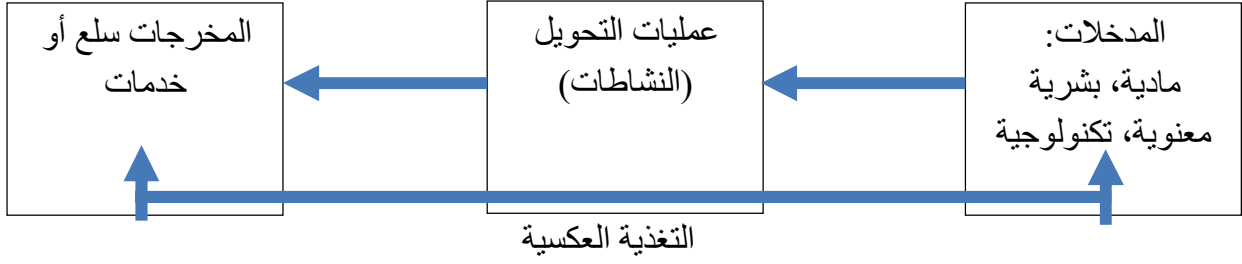 المدخلات:
مادية، بشرية
معنوية، تكنولوجية
عمليات التحويل
(النشاطات)
المخرجات سلع أو
خدمات
التغذية العكسية